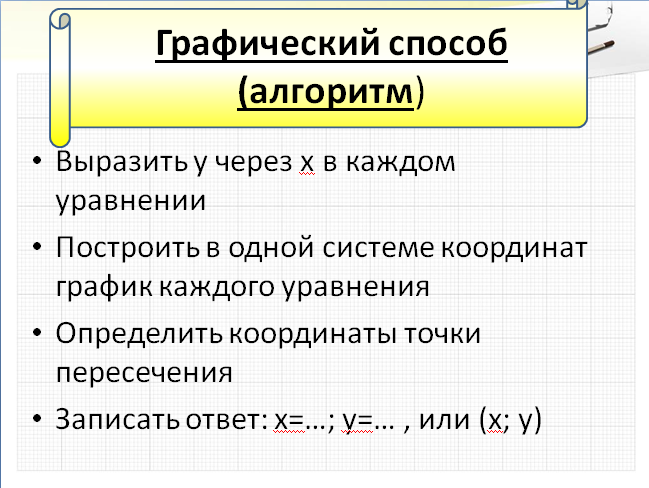 Графический способ
(алгоритм)
• Выразить у через х в каждом
уравнении
• Построить в одной системе координат
график каждого уравнения
• Определить координаты точки
пересечения
• Записать ответ: х=…; у=… , или (х; у)